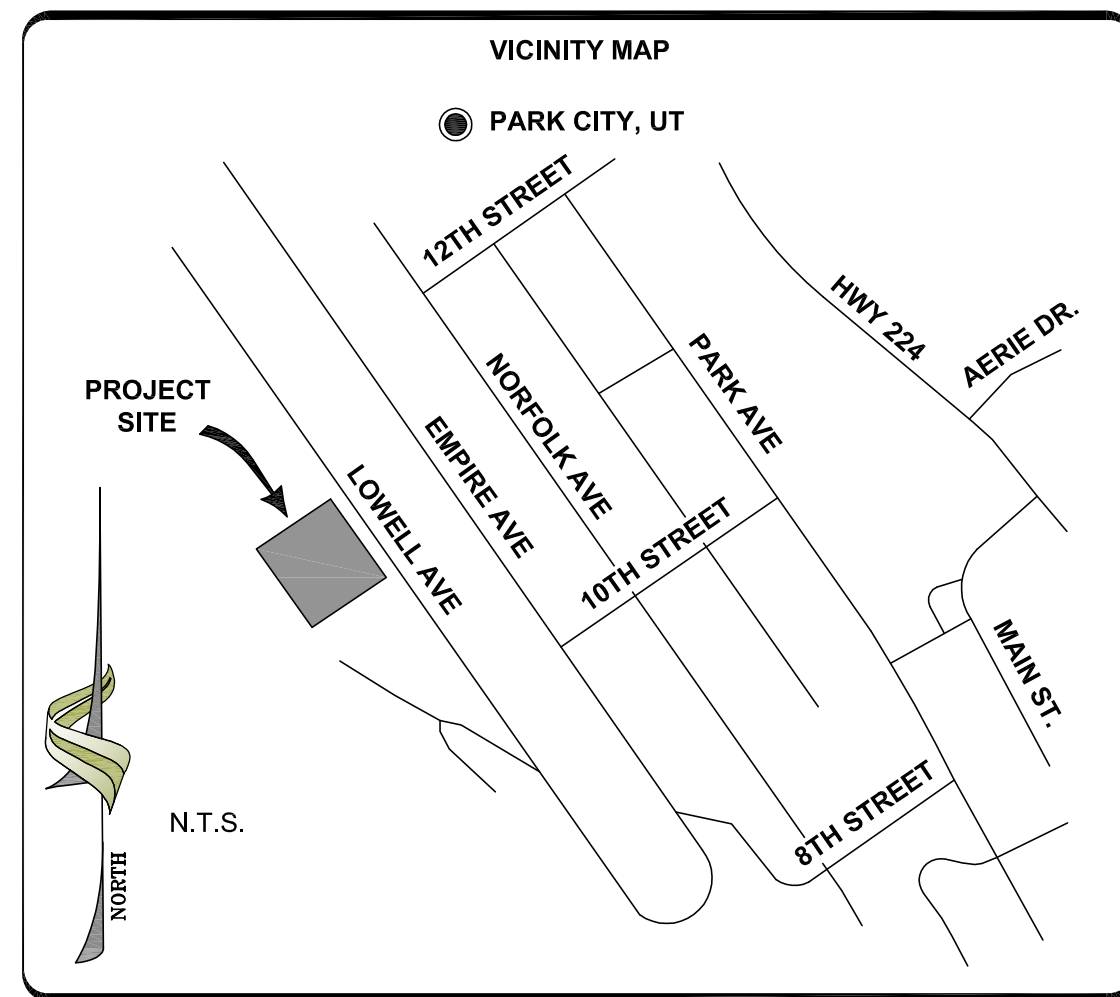 VICINITY MAP
PARK CITY, UT
12TH STREET
HWY 224
AERIE DR.
PARK AVE
NORFOLK AVE
PROJECT
SITE
EMPIRE AVE
LOWELL AVE
10TH STREET
MAIN ST.
8TH STREET
N.T.S.
NORTH